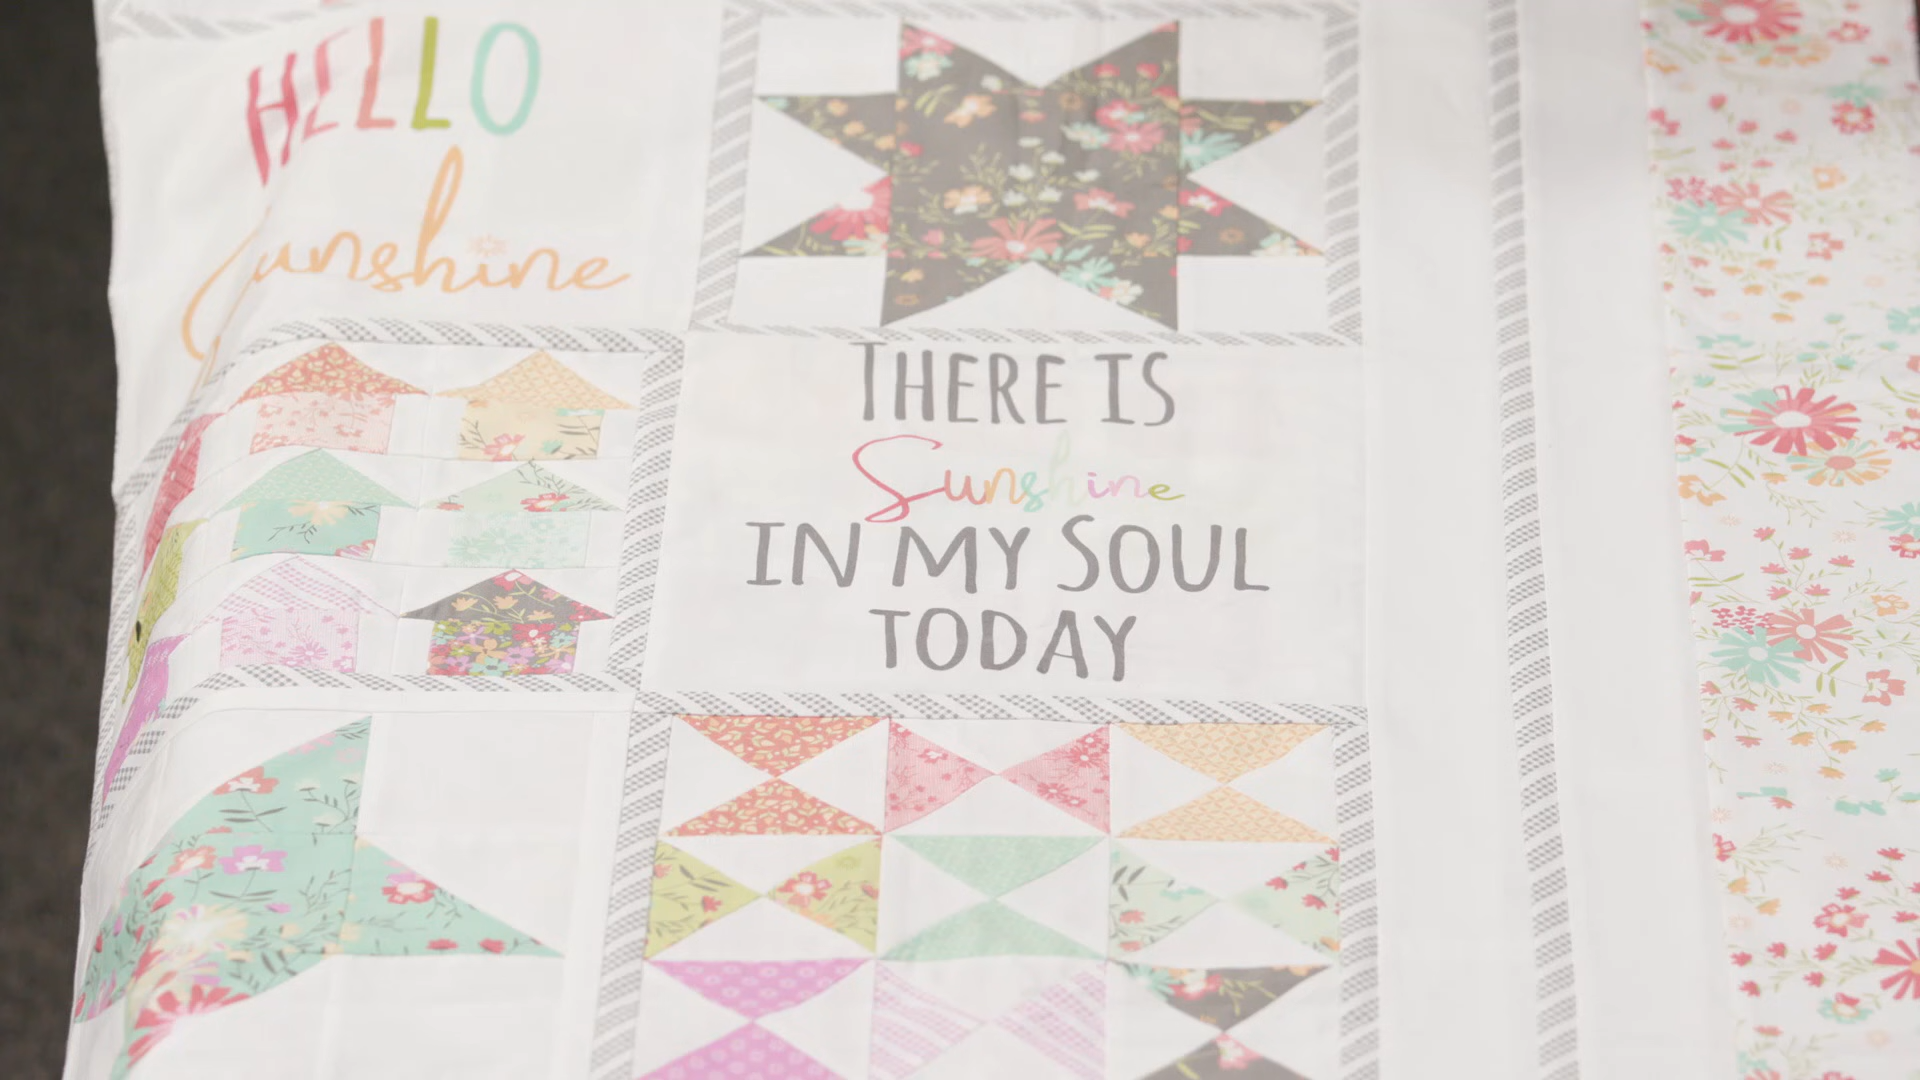 HELLO
Sunshine
THERE IS
Sunshine
IN MY SOUL
TODAY